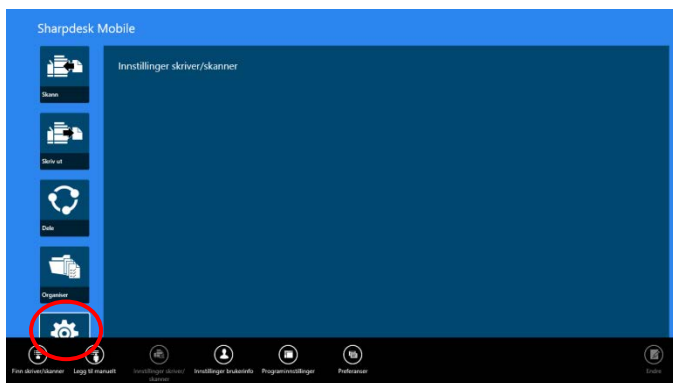 Sharpdesk Mobile
Innstillinger skriver/skanner
Skann
Skriv ut
Dele
Organiser
Finn skriver/skanner
Legg til manuelt
Innstillinger skriver/
skanner
Innstillinger brukerinfo
Programinnstillinger
Preferanser
Endre